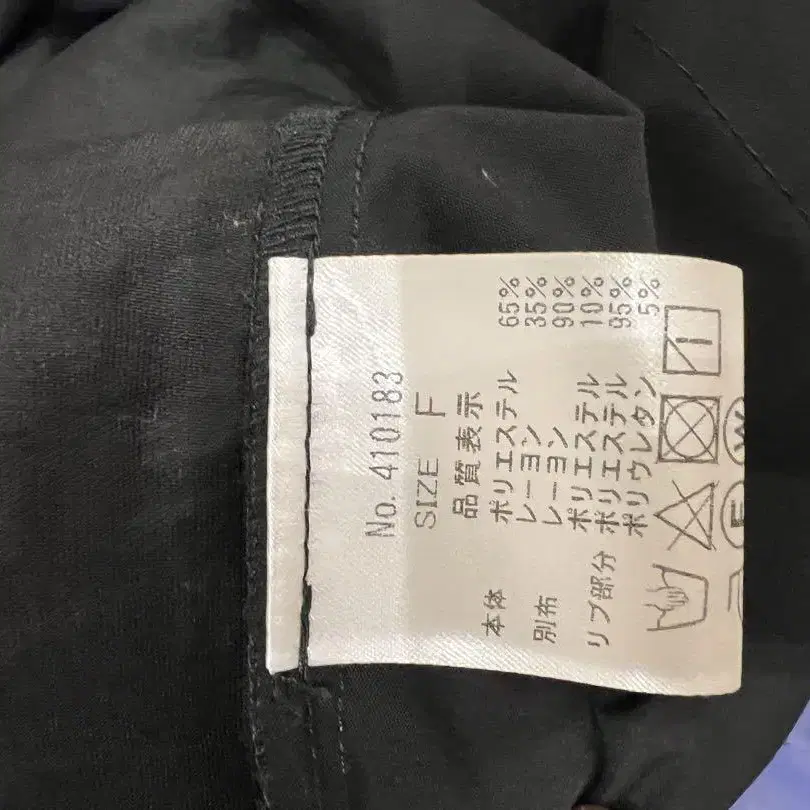 No. 410183
SIZE F
品質表示
本体 ポリエステル 65%
レーヨン 35%
別布 レーヨン 90%
ポリエステル 10%
リブ部分 ポリエステル 95%
ポリウレタン 5%
F W